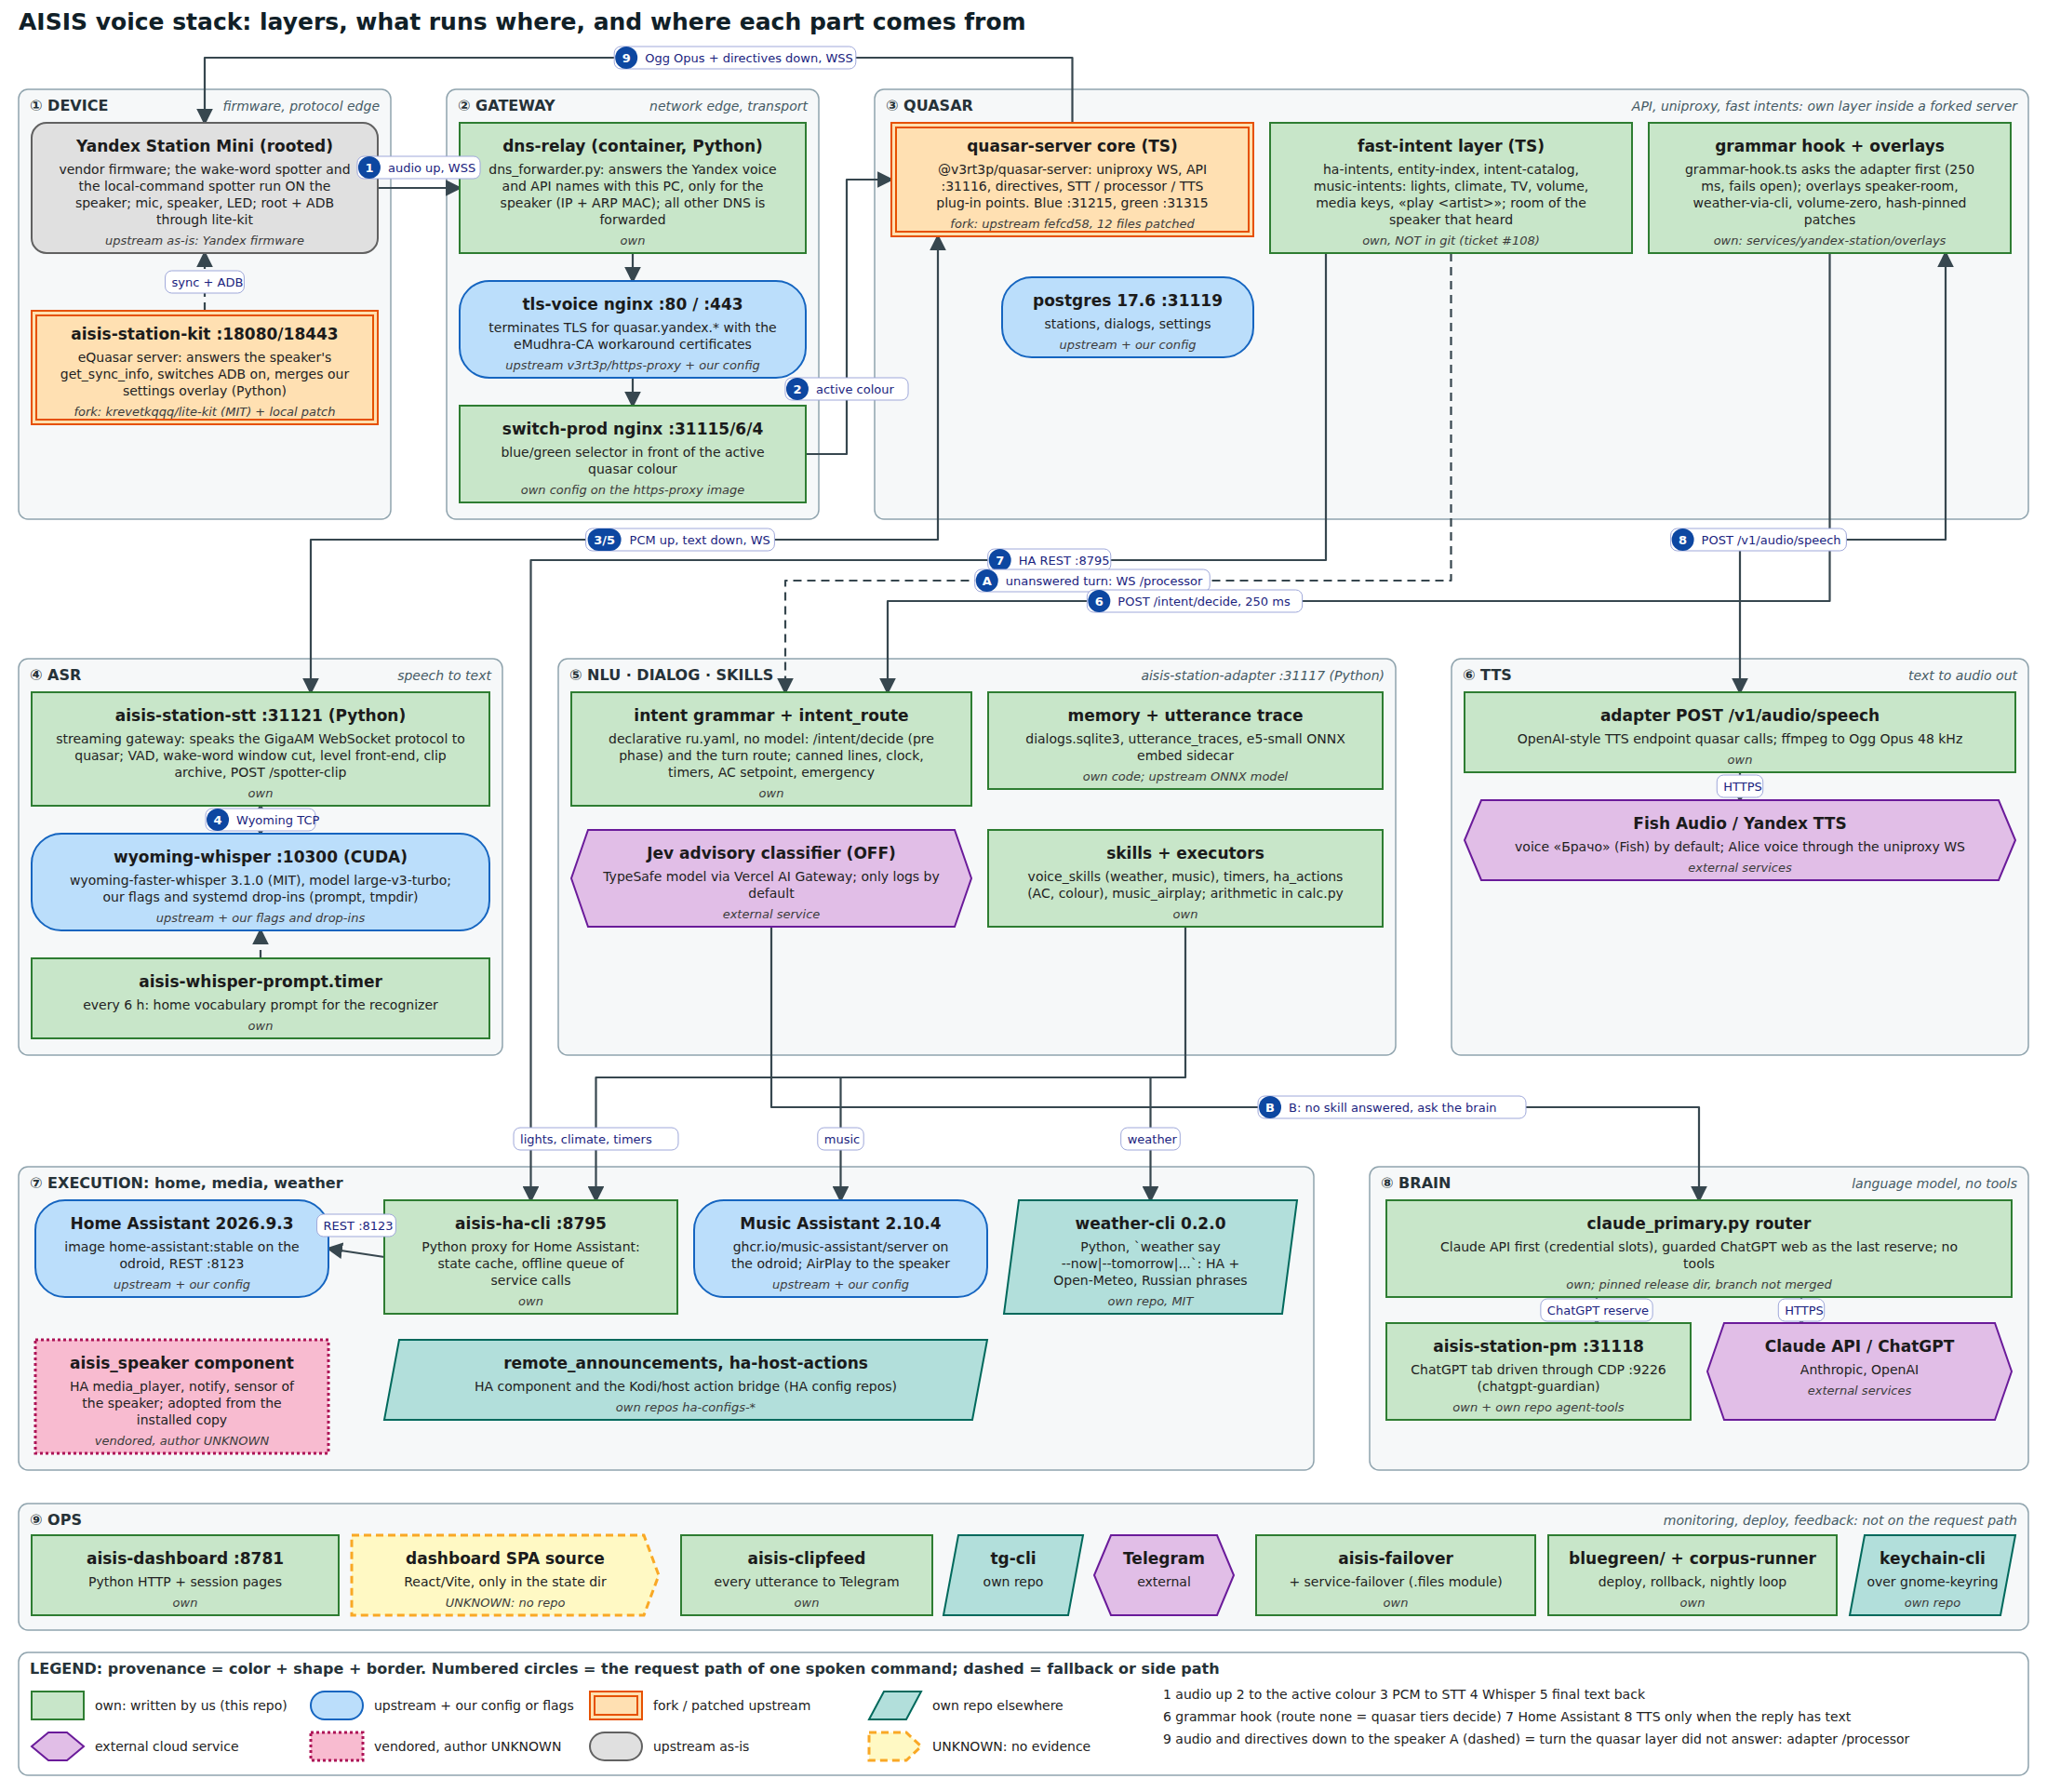 AISIS voice stack: layers, what runs where, and where each part comes from
9 Ogg Opus + directives down, WSS
① DEVICE
firmware, protocol edge
Yandex Station Mini (rooted)
vendor firmware; the wake-word spotter and
the local-command spotter run ON the
speaker; mic, speaker, LED; root + ADB
through lite-kit
upstream as-is: Yandex firmware
1 audio up, WSS
sync + ADB
aisis-station-kit :18080/18443
eQuasar server: answers the speaker's
get_sync_info, switches ADB on, merges our
settings overlay (Python)
fork: krevetkqqq/lite-kit (MIT) + local patch
② GATEWAY
network edge, transport
dns-relay (container, Python)
dns_forwarder.py: answers the Yandex voice
and API names with this PC, only for the
speaker (IP + ARP MAC); all other DNS is
forwarded
own
tls-voice nginx :80 / :443
terminates TLS for quasar.yandex.* with the
eMudhra-CA workaround certificates
upstream v3rt3p/https-proxy + our config
2 active colour
switch-prod nginx :31115/6/4
blue/green selector in front of the active
quasar colour
own config on the https-proxy image
③ QUASAR
API, uniproxy, fast intents: own layer inside a forked server
quasar-server core (TS)
@v3rt3p/quasar-server: uniproxy WS, API
:31116, directives, STT / processor / TTS
plug-in points. Blue :31215, green :31315
fork: upstream fefcd58, 12 files patched
fast-intent layer (TS)
ha-intents, entity-index, intent-catalog,
music-intents: lights, climate, TV, volume,
media keys, «play <artist>»; room of the
speaker that heard
own, NOT in git (ticket #108)
grammar hook + overlays
grammar-hook.ts asks the adapter first (250
ms, fails open); overlays speaker-room,
weather-via-cli, volume-zero, hash-pinned
patches
own: services/yandex-station/overlays
postgres 17.6 :31119
stations, dialogs, settings
upstream + our config
3/5 PCM up, text down, WS
8 POST /v1/audio/speech
7 HA REST :8795
A unanswered turn: WS /processor
6 POST /intent/decide, 250 ms
④ ASR
speech to text
aisis-station-stt :31121 (Python)
streaming gateway: speaks the GigaAM WebSocket protocol to
quasar; VAD, wake-word window cut, level front-end, clip
archive, POST /spotter-clip
own
4 Wyoming TCP
wyoming-whisper :10300 (CUDA)
wyoming-faster-whisper 3.1.0 (MIT), model large-v3-turbo;
our flags and systemd drop-ins (prompt, tmpdir)
upstream + our flags and drop-ins
aisis-whisper-prompt.timer
every 6 h: home vocabulary prompt for the recognizer
own
⑤ NLU · DIALOG · SKILLS
aisis-station-adapter :31117 (Python)
intent grammar + intent_route
declarative ru.yaml, no model: /intent/decide (pre
phase) and the turn route; canned lines, clock,
timers, AC setpoint, emergency
own
memory + utterance trace
dialogs.sqlite3, utterance_traces, e5-small ONNX
embed sidecar
own code; upstream ONNX model
Jev advisory classifier (OFF)
TypeSafe model via Vercel AI Gateway; only logs by
default
external service
skills + executors
voice_skills (weather, music), timers, ha_actions
(AC, colour), music_airplay; arithmetic in calc.py
own
⑥ TTS
text to audio out
adapter POST /v1/audio/speech
OpenAI-style TTS endpoint quasar calls; ffmpeg to Ogg Opus 48 kHz
own
HTTPS
Fish Audio / Yandex TTS
voice «Брачо» (Fish) by default; Alice voice through the uniproxy WS
external services
B B: no skill answered, ask the brain
lights, climate, timers
music
weather
⑦ EXECUTION: home, media, weather
Home Assistant 2026.9.3
image home-assistant:stable on the
odroid, REST :8123
upstream + our config
REST :8123
aisis-ha-cli :8795
Python proxy for Home Assistant:
state cache, offline queue of
service calls
own
Music Assistant 2.10.4
ghcr.io/music-assistant/server on
the odroid; AirPlay to the speaker
upstream + our config
weather-cli 0.2.0
Python, `weather say
--now|--tomorrow|...`: HA +
Open-Meteo, Russian phrases
own repo, MIT
aisis_speaker component
HA media_player, notify, sensor of
the speaker; adopted from the
installed copy
vendored, author UNKNOWN
remote_announcements, ha-host-actions
HA component and the Kodi/host action bridge (HA config repos)
own repos ha-configs-*
⑧ BRAIN
language model, no tools
claude_primary.py router
Claude API first (credential slots), guarded ChatGPT web as the last reserve; no
tools
own; pinned release dir, branch not merged
ChatGPT reserve
HTTPS
aisis-station-pm :31118
ChatGPT tab driven through CDP :9226
(chatgpt-guardian)
own + own repo agent-tools
Claude API / ChatGPT
Anthropic, OpenAI
external services
⑨ OPS
monitoring, deploy, feedback: not on the request path
aisis-dashboard :8781
Python HTTP + session pages
own
dashboard SPA source
React/Vite, only in the state dir
UNKNOWN: no repo
aisis-clipfeed
every utterance to Telegram
own
tg-cli
own repo
Telegram
external
aisis-failover
+ service-failover (.files module)
own
bluegreen/ + corpus-runner
deploy, rollback, nightly loop
own
keychain-cli
over gnome-keyring
own repo
LEGEND: provenance = color + shape + border. Numbered circles = the request path of one spoken command; dashed = fallback or side path
own: written by us (this repo)
upstream + our config or flags
fork / patched upstream
own repo elsewhere
external cloud service
vendored, author UNKNOWN
upstream as-is
UNKNOWN: no evidence
1 audio up 2 to the active colour 3 PCM to STT 4 Whisper 5 final text back
6 grammar hook (route none = quasar tiers decide) 7 Home Assistant 8 TTS only when the reply has text
9 audio and directives down to the speaker A (dashed) = turn the quasar layer did not answer: adapter /processor